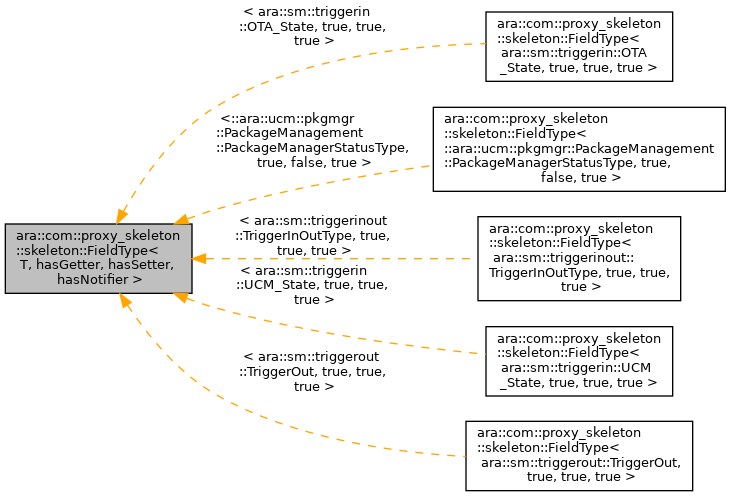 < ara::sm::triggerin
::OTA_State, true, true,
true >
ara::com::proxy_skeleton
::skeleton::FieldType<
ara::sm::triggerin::OTA
_State, true, true, true >
<::ara::ucm::pkgmgr
::PackageManagement
::PackageManagerStatusType,
true, false, true >
ara::com::proxy_skeleton
::skeleton::FieldType<
::ara::ucm::pkgmgr::PackageManagement
::PackageManagerStatusType, true,
false, true >
ara::com::proxy_skeleton
::skeleton::FieldType<
T, hasGetter, hasSetter,
hasNotifier >
< ara::sm::triggerinout
::TriggerInOutType, true,
true, true >
ara::com::proxy_skeleton
::skeleton::FieldType<
ara::sm::triggerinout::
TriggerInOutType, true, true,
true >
< ara::sm::triggerin
::UCM_State, true, true,
true >
ara::com::proxy_skeleton
::skeleton::FieldType<
ara::sm::triggerin::UCM
_State, true, true, true >
< ara::sm::triggerout
::TriggerOut, true, true,
true >
ara::com::proxy_skeleton
::skeleton::FieldType<
ara::sm::triggerout::TriggerOut,
true, true, true >